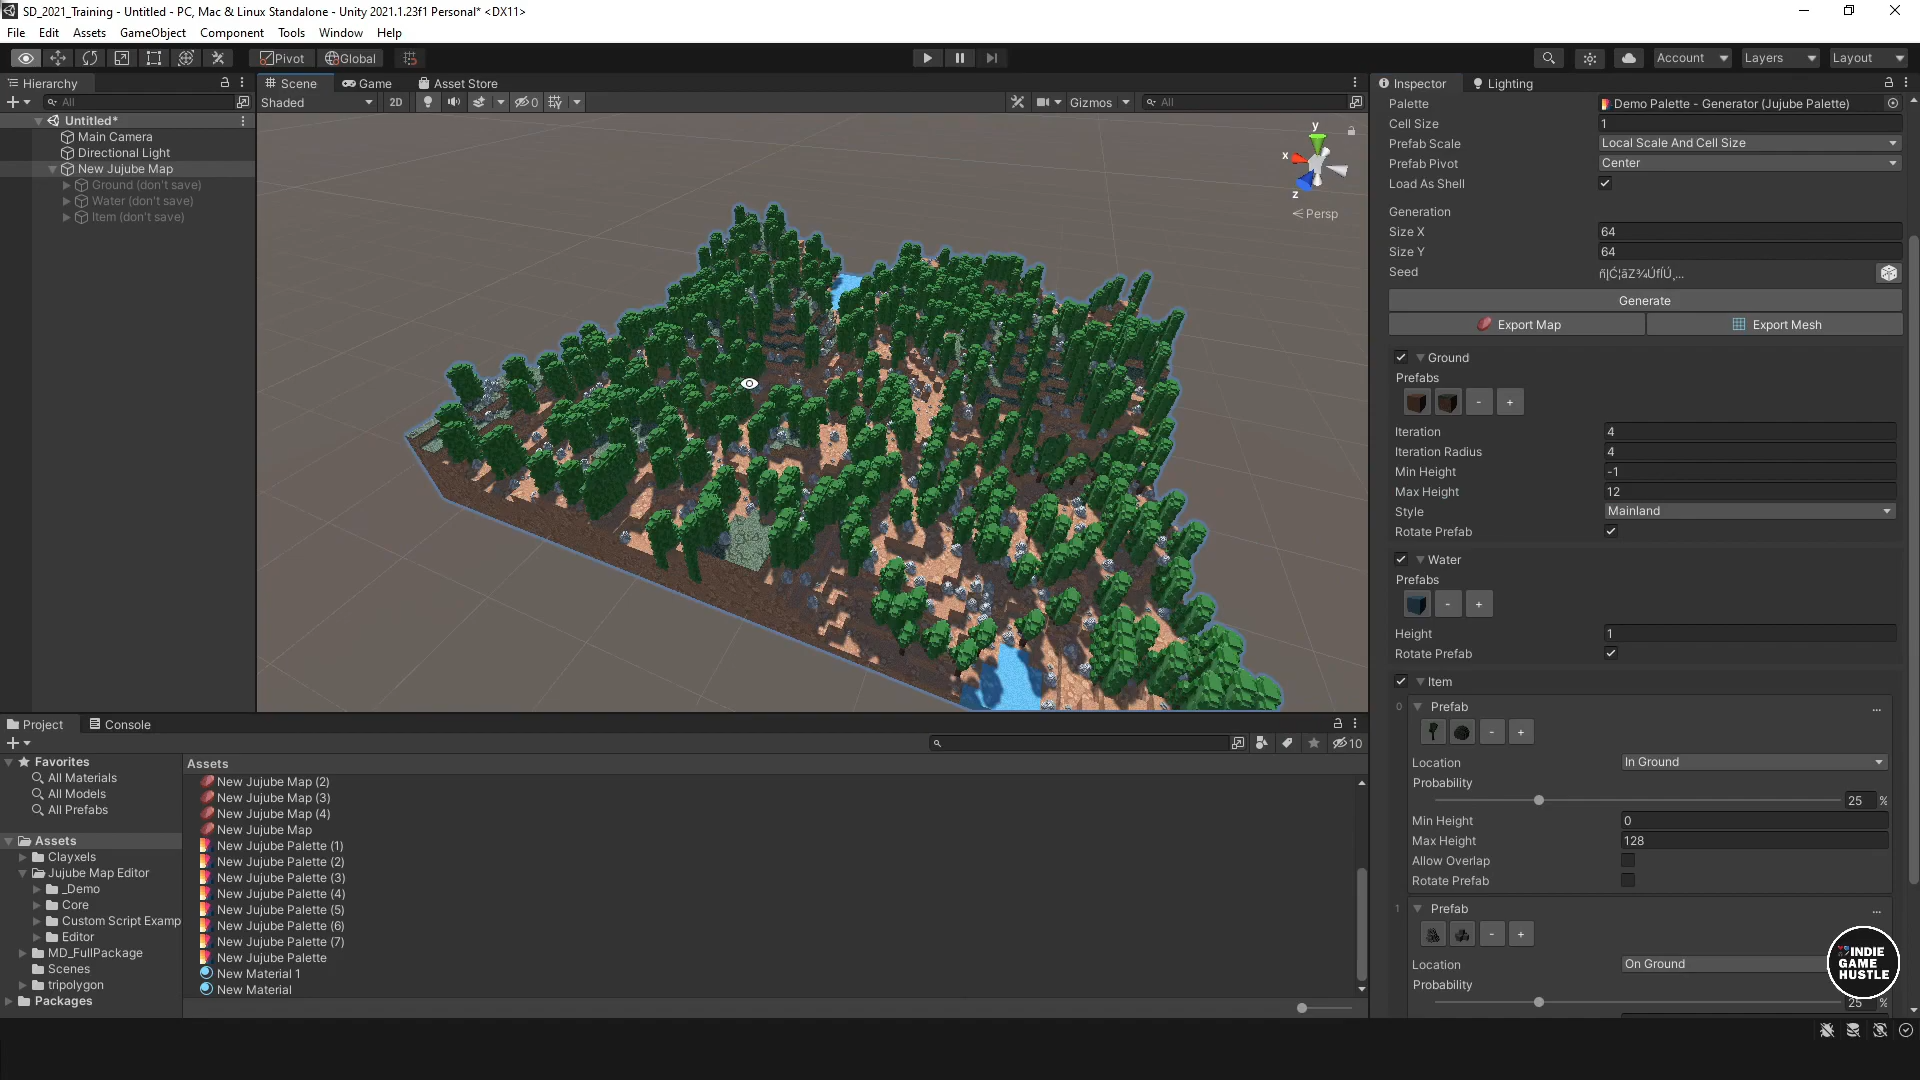 SD_2021_Training - Untitled - PC, Mac & Linux Standalone - Unity 2021.1.23f1 Personal* <DX11>
File Edit Assets GameObject Component Tools Window Help
Pivot Global Account Layers Layout
Hierarchy
All
Untitled*
Main Camera
Directional Light
New Jujube Map
Ground (don't save)
Water (don't save)
Item (don't save)
Scene Game Asset Store
Shaded 2D 0 Gizmos All
y
x
z
Persp
Project Console
10
Favorites
All Materials
All Models
All Prefabs
Assets
Clayxels
Jujube Map Editor
_Demo
Core
Custom Script Examp
Editor
MD_FullPackage
Scenes
tripolygon
Packages
Assets
New Jujube Map (2)
New Jujube Map (3)
New Jujube Map (4)
New Jujube Map
New Jujube Palette (1)
New Jujube Palette (2)
New Jujube Palette (3)
New Jujube Palette (4)
New Jujube Palette (5)
New Jujube Palette (6)
New Jujube Palette (7)
New Jujube Palette
New Material 1
New Material
Inspector Lighting
Palette Demo Palette - Generator (Jujube Palette)
Cell Size 1
Prefab Scale Local Scale And Cell Size
Prefab Pivot Center
Load As Shell
Generation
Size X 64
Size Y 64
Seed
Generate
Export Map Export Mesh
Ground
Prefabs
- +
Iteration 4
Iteration Radius 4
Min Height -1
Max Height 12
Style Mainland
Rotate Prefab
Water
Prefabs
- +
Height 1
Rotate Prefab
Item
0 Prefab ...
- +
Location In Ground
Probability
25 %
Min Height 0
Max Height 128
Allow Overlap
Rotate Prefab
1 Prefab ...
- +
Location On Ground
Probability
25 %
INDIE
GAME
HUSTLE